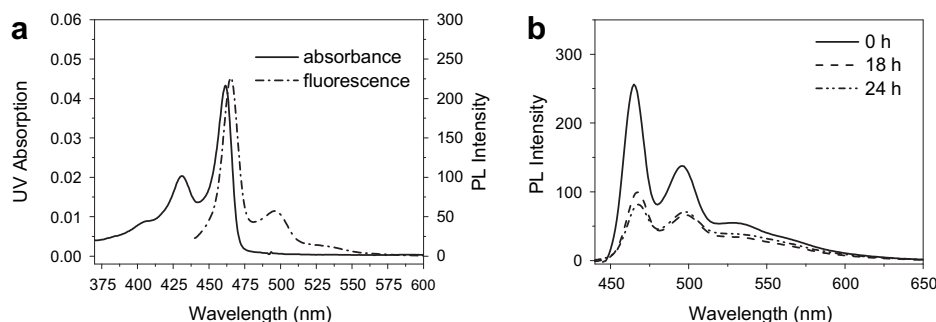 a
0.06
0.05
0.04
0.03
0.02
0.01
0.00
UV Absorption
375 400 425 450 475 500 525 550 575 600
Wavelength (nm)
300
250
200
150
100
50
0
PL Intensity
absorbance
fluorescence
b
300
200
100
0
PL Intensity
450 500 550 600 650
Wavelength (nm)
0 h
18 h
24 h